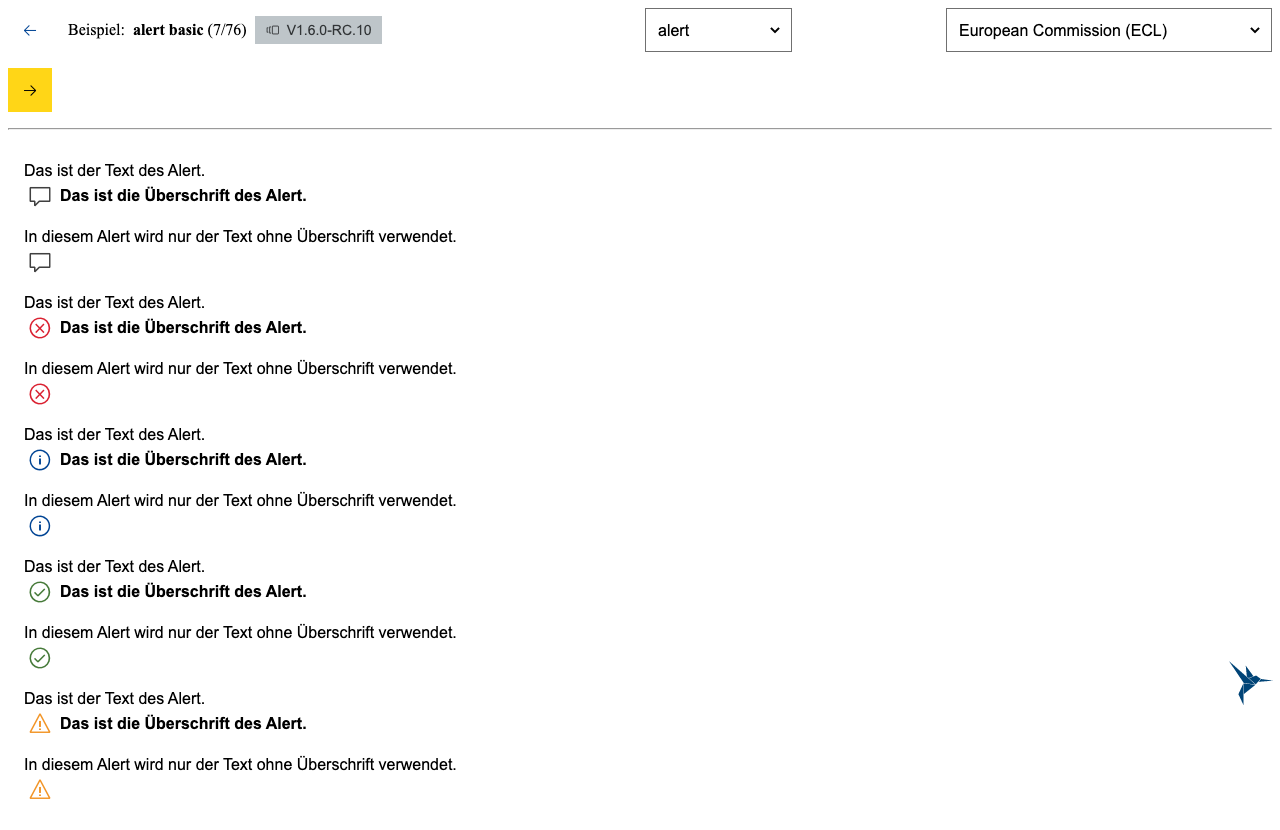 Beispiel: alert basic (7/76) V1.6.0-RC.10 alert European Commission (ECL)
Das ist der Text des Alert.
Das ist die Überschrift des Alert.
In diesem Alert wird nur der Text ohne Überschrift verwendet.
Das ist der Text des Alert.
Das ist die Überschrift des Alert.
In diesem Alert wird nur der Text ohne Überschrift verwendet.
Das ist der Text des Alert.
Das ist die Überschrift des Alert.
In diesem Alert wird nur der Text ohne Überschrift verwendet.
Das ist der Text des Alert.
Das ist die Überschrift des Alert.
In diesem Alert wird nur der Text ohne Überschrift verwendet.
Das ist der Text des Alert.
Das ist die Überschrift des Alert.
In diesem Alert wird nur der Text ohne Überschrift verwendet.